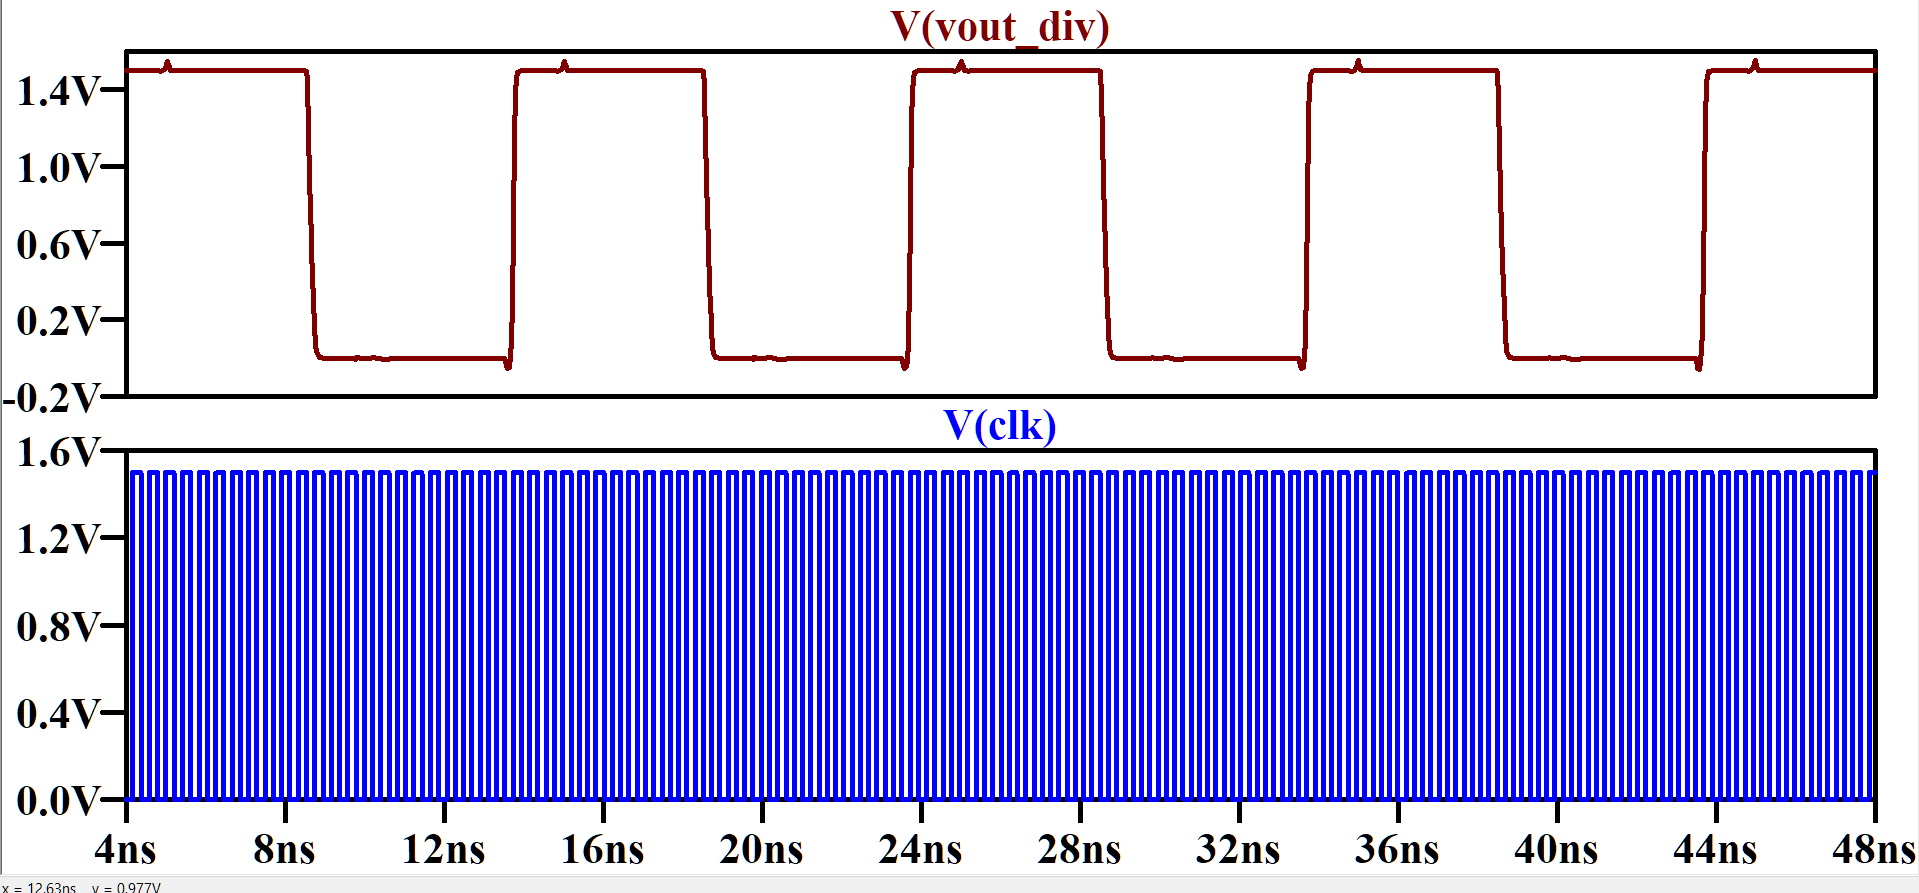 V(vout_div)
1.4V
1.0V
0.6V
0.2V
-0.2V
V(clk)
1.6V
1.2V
0.8V
0.4V
0.0V
4ns 8ns 12ns 16ns 20ns 24ns 28ns 32ns 36ns 40ns 44ns 48ns
x = 12.63ns y = 0.977V